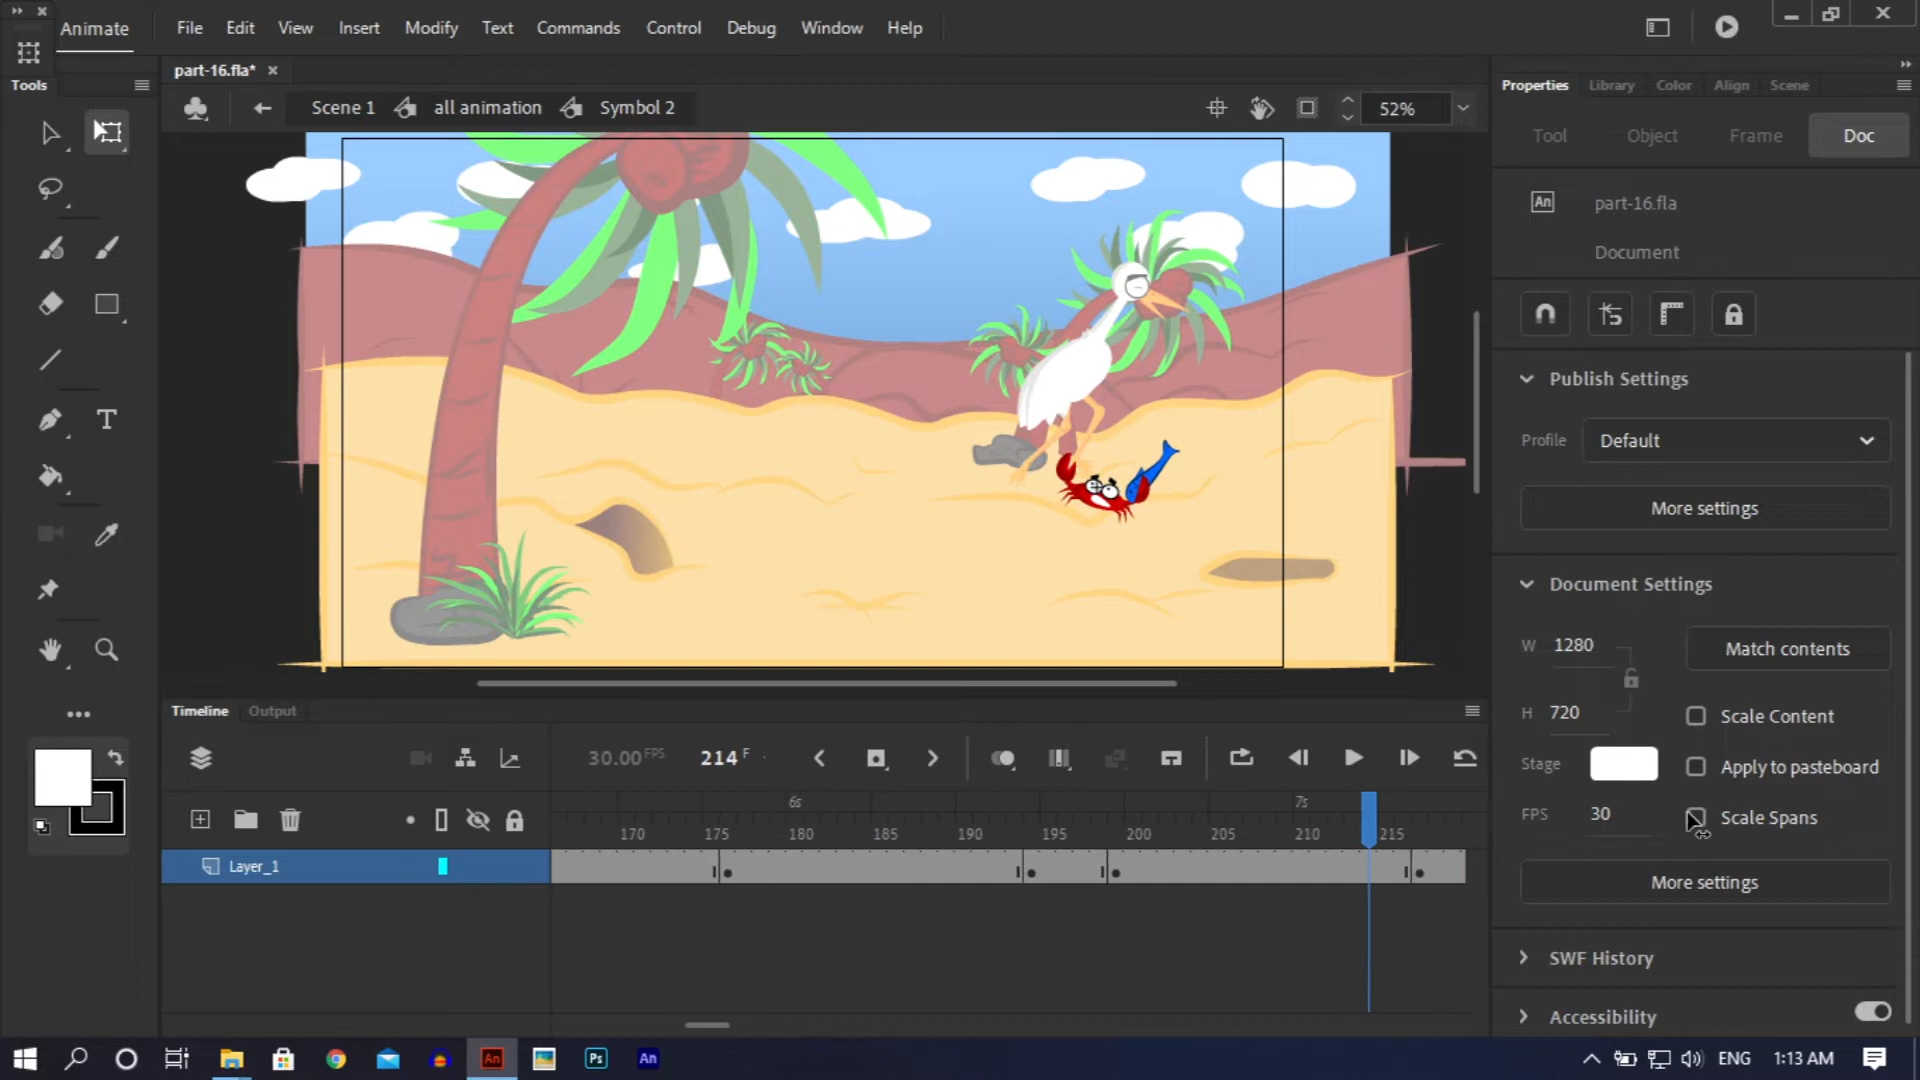 Animate File Edit View Insert Modify Text Commands Control Debug Window Help
Tools
part-16.fla*
Scene 1 all animation Symbol 2 52%
Properties Library Color Align Scene
Tool Object Frame Doc
An part-16.fla
Document
Publish Settings
Profile Default
More settings
Document Settings
W 1280 Match contents
H 720 Scale Content
Stage Apply to pasteboard
FPS 30 Scale Spans
More settings
SWF History
Accessibility
T
Timeline Output
30.00 FPS 214 F
6s 7s
170 175 180 185 190 195 200 205 210 215
Layer_1
An Ps An ENG 1:13 AM